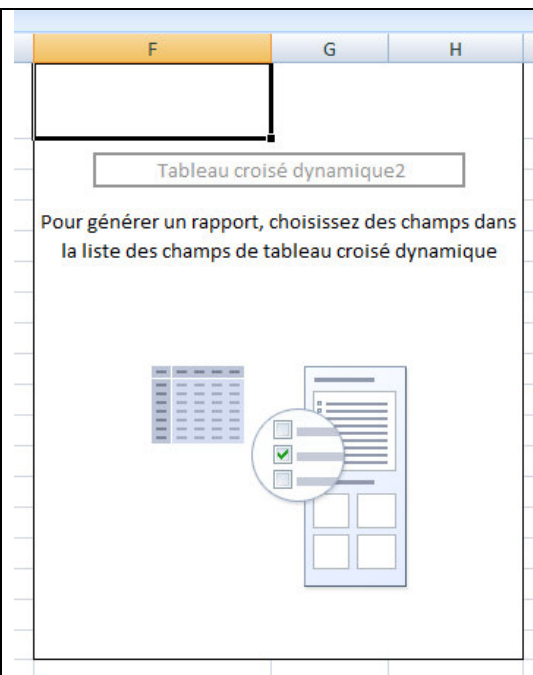 F G H
Tableau croisé dynamique2
Pour générer un rapport, choisissez des champs dans
la liste des champs de tableau croisé dynamique